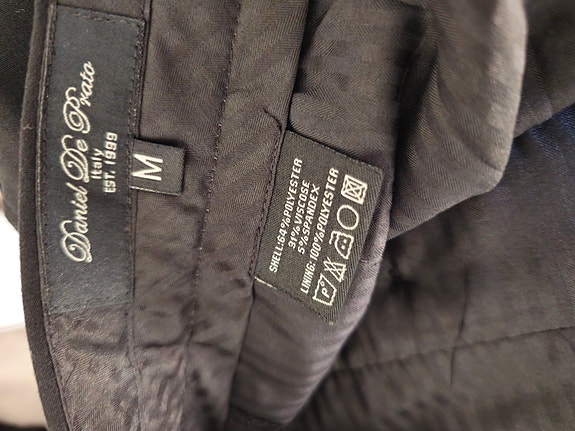 Daniel De Prato
Italy
EST. 1999
M
SHELL:64%POLYESTER
31%VISCOSE
5%SPANDEX
LINING:100%POLYESTER